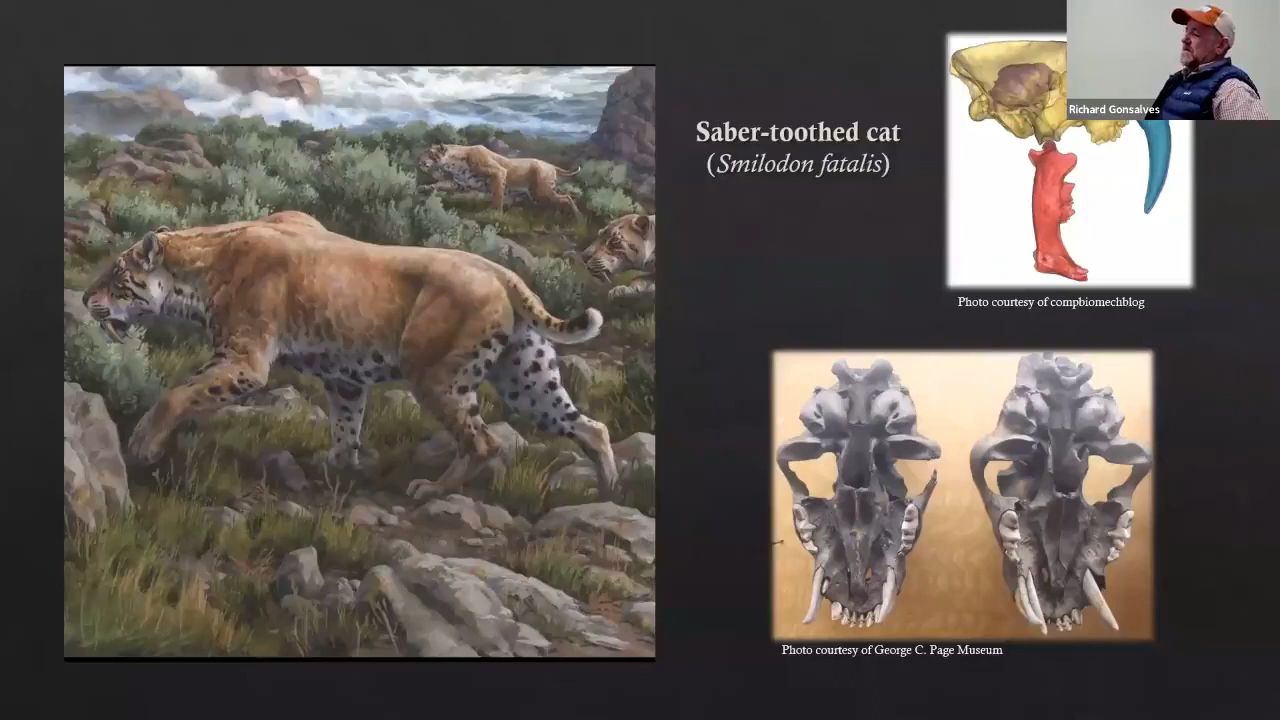 Richard Gonsalves
Saber-toothed cat
(Smilodon fatalis)
Photo courtesy of compbiomechblog
Photo courtesy of George C. Page Museum